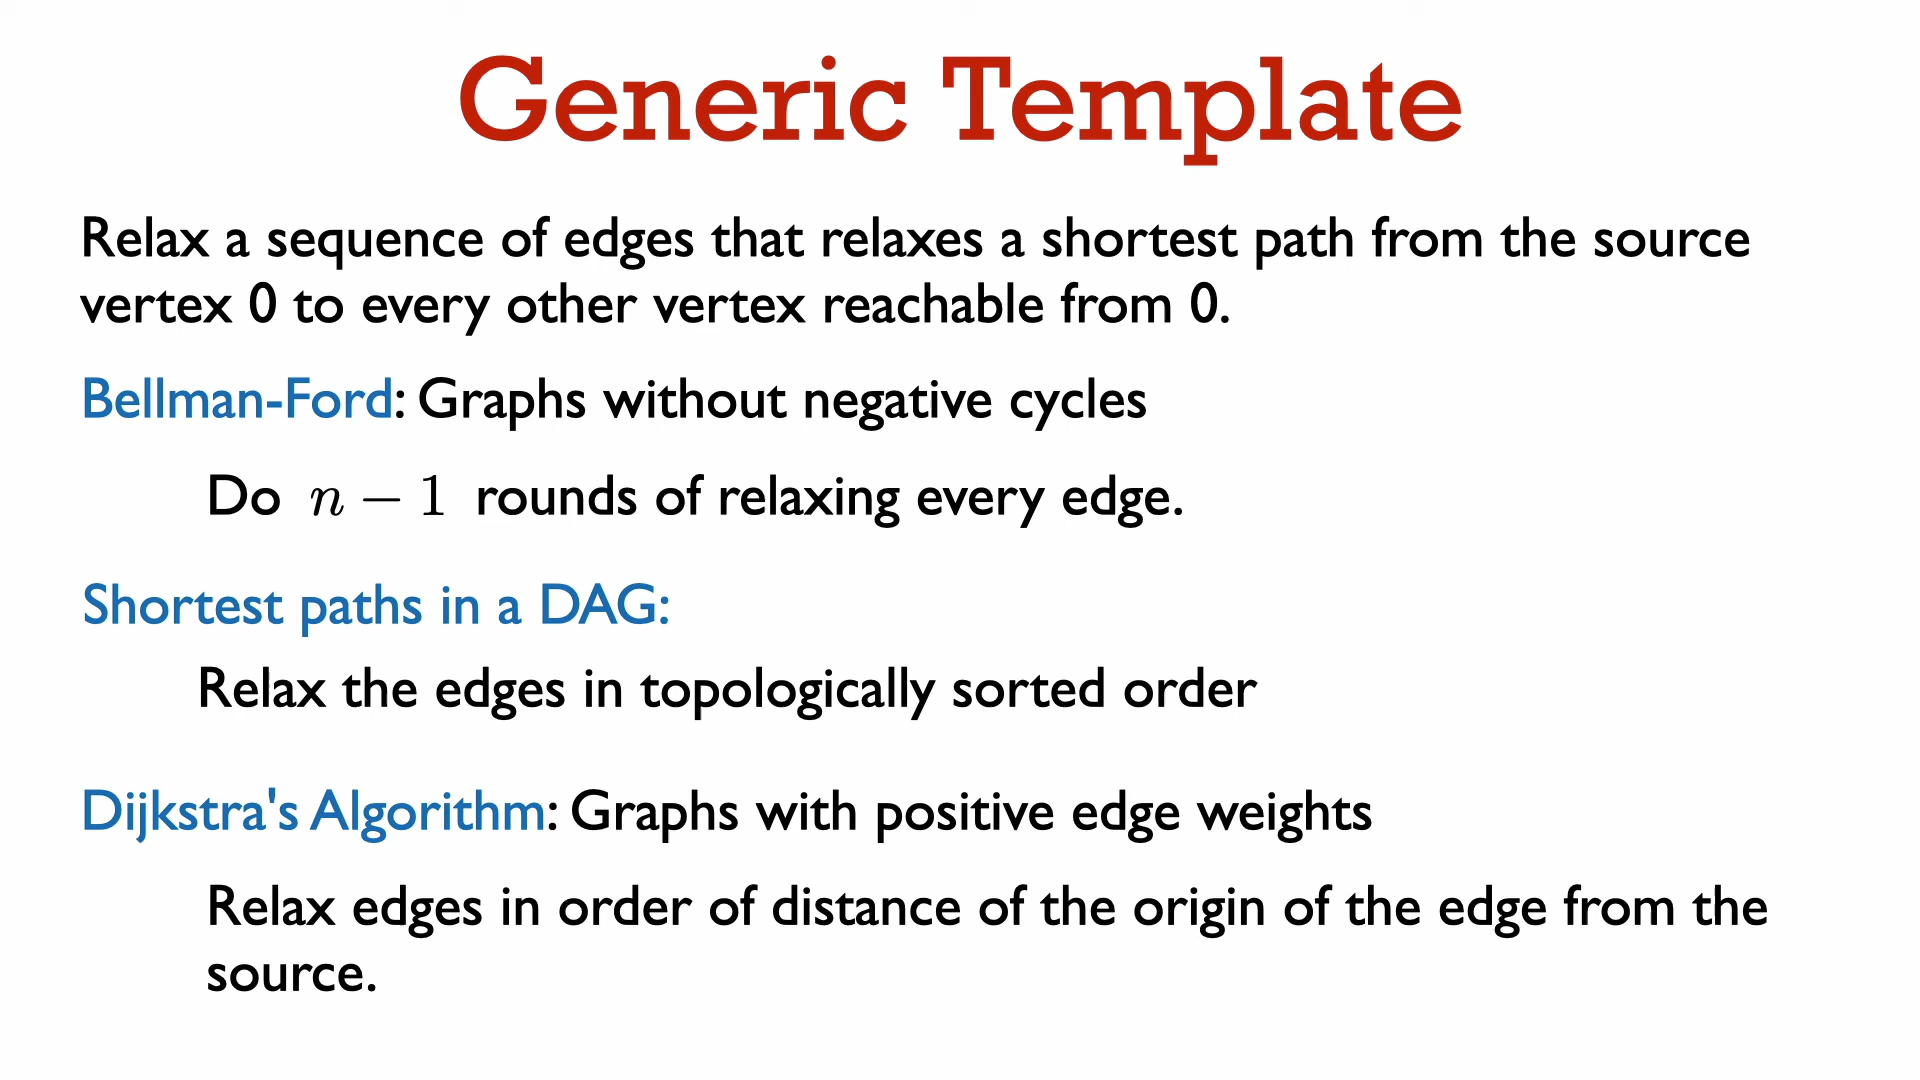 Generic Template
Relax a sequence of edges that relaxes a shortest path from the source
vertex 0 to every other vertex reachable from 0.
Bellman-Ford: Graphs without negative cycles
Do n − 1 rounds of relaxing every edge.
Shortest paths in a DAG:
Relax the edges in topologically sorted order
Dijkstra's Algorithm: Graphs with positive edge weights
Relax edges in order of distance of the origin of the edge from the
source.